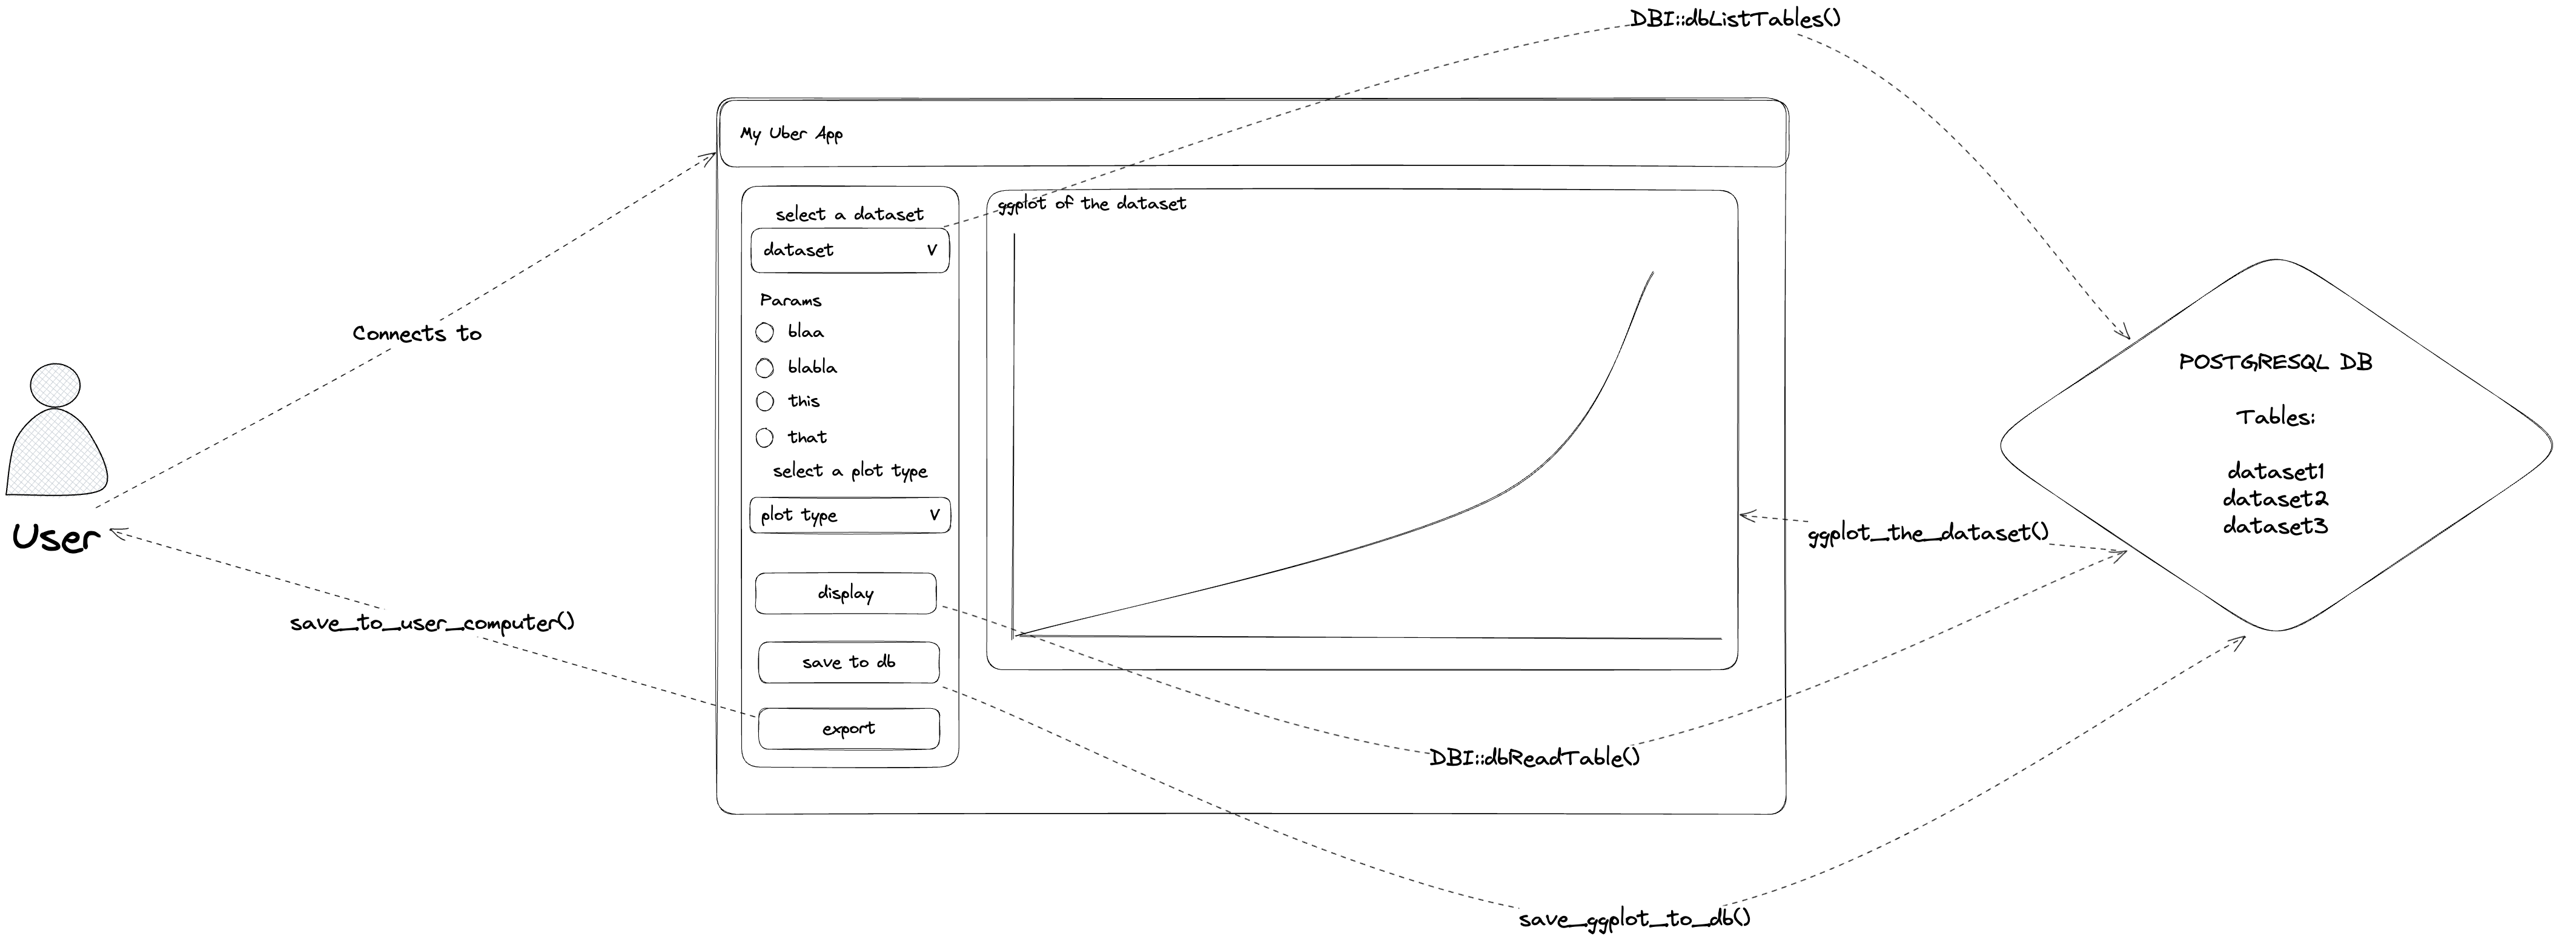 DBI::dbListTables()
My Uber App
select a dataset
dataset V
Params
blaa
blabla
this
that
select a plot type
plot type V
display
save to db
export
ggplot of the dataset
Connects to
User
save_to_user_computer()
POSTGRESQL DB
Tables:
dataset1
dataset2
dataset3
ggplot_the_dataset()
DBI::dbReadTable()
save_ggplot_to_db()